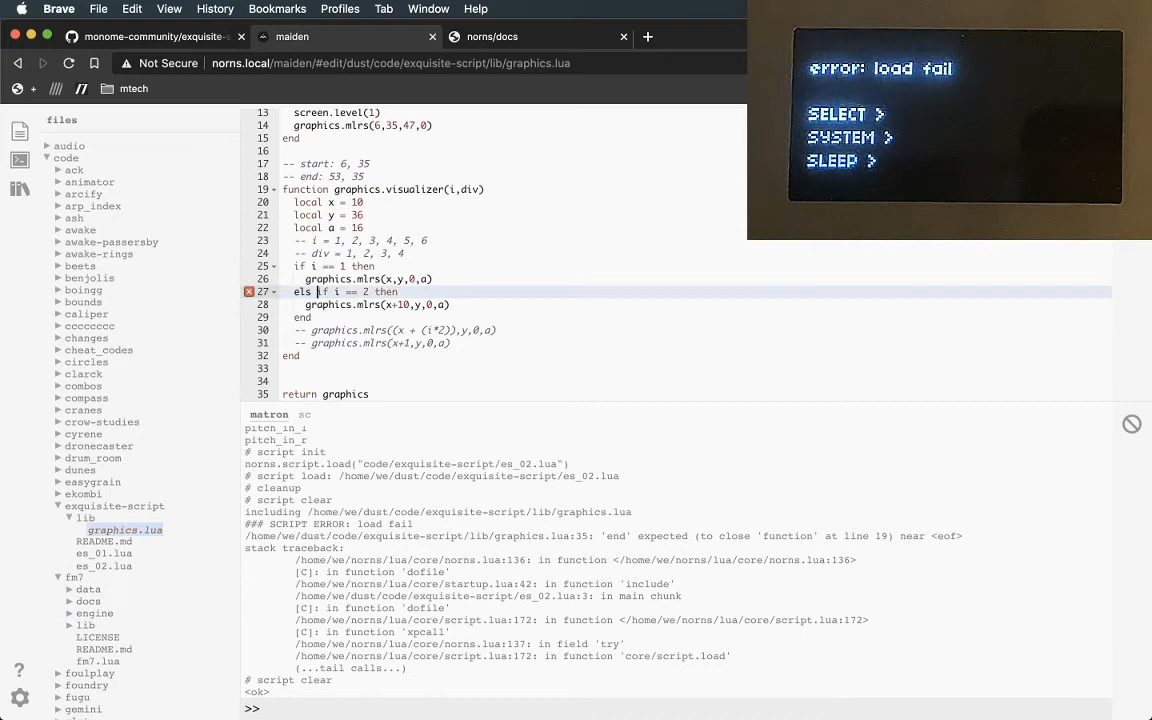 Brave File Edit View History Bookmarks Profiles Tab Window Help
monome-community/exquisite-s
maiden
norns/docs
Not Secure norns.local/maiden/#edit/dust/code/exquisite-script/lib/graphics.lua
mtech
error: load fail
SELECT >
SYSTEM >
SLEEP >
files
audio
code
ack
animator
arcify
arp_index
ash
awake
awake-passersby
awake-rings
beets
benjolis
boingg
bounds
caliper
cccccccc
changes
cheat_codes
circles
clarck
combos
compass
cranes
crow-studies
cyrene
dronecaster
drum_room
dunes
easygrain
ekombi
exquisite-script
lib
graphics.lua
README.md
es_01.lua
es_02.lua
fm7
data
docs
engine
lib
LICENSE
README.md
fm7.lua
foulplay
foundry
fugu
gemini
13 screen.level(1)
14 graphics.mlrs(6,35,47,0)
15 end
16
17 -- start: 6, 35
18 -- end: 53, 35
19 function graphics.visualizer(i,div)
20 local x = 10
21 local y = 36
22 local a = 16
23 -- i = 1, 2, 3, 4, 5, 6
24 -- div = 1, 2, 3, 4
25 if i == 1 then
26 graphics.mlrs(x,y,0,a)
27 els if i == 2 then
28 graphics.mlrs(x+10,y,0,a)
29 end
30 -- graphics.mlrs((x + (i*2)),y,0,a)
31 -- graphics.mlrs(x+1,y,0,a)
32 end
33
34
35 return graphics
matron sc
pitch_in_l
pitch_in_r
# script init
norns.script.load("code/exquisite-script/es_02.lua")
# script load: /home/we/dust/code/exquisite-script/es_02.lua
# cleanup
# script clear
including /home/we/dust/code/exquisite-script/lib/graphics.lua
### SCRIPT ERROR: load fail
/home/we/dust/code/exquisite-script/lib/graphics.lua:35: 'end' expected (to close 'function' at line 19) near <eof>
stack traceback:
/home/we/norns/lua/core/norns.lua:136: in function </home/we/norns/lua/core/norns.lua:136>
[C]: in function 'dofile'
/home/we/norns/lua/core/startup.lua:42: in function 'include'
/home/we/dust/code/exquisite-script/es_02.lua:3: in main chunk
[C]: in function 'dofile'
/home/we/norns/lua/core/script.lua:172: in function </home/we/norns/lua/core/script.lua:172>
[C]: in function 'xpcall'
/home/we/norns/lua/core/norns.lua:137: in field 'try'
/home/we/norns/lua/core/script.lua:172: in function 'core/script.load'
(...tail calls...)
# script clear
<ok>
>>